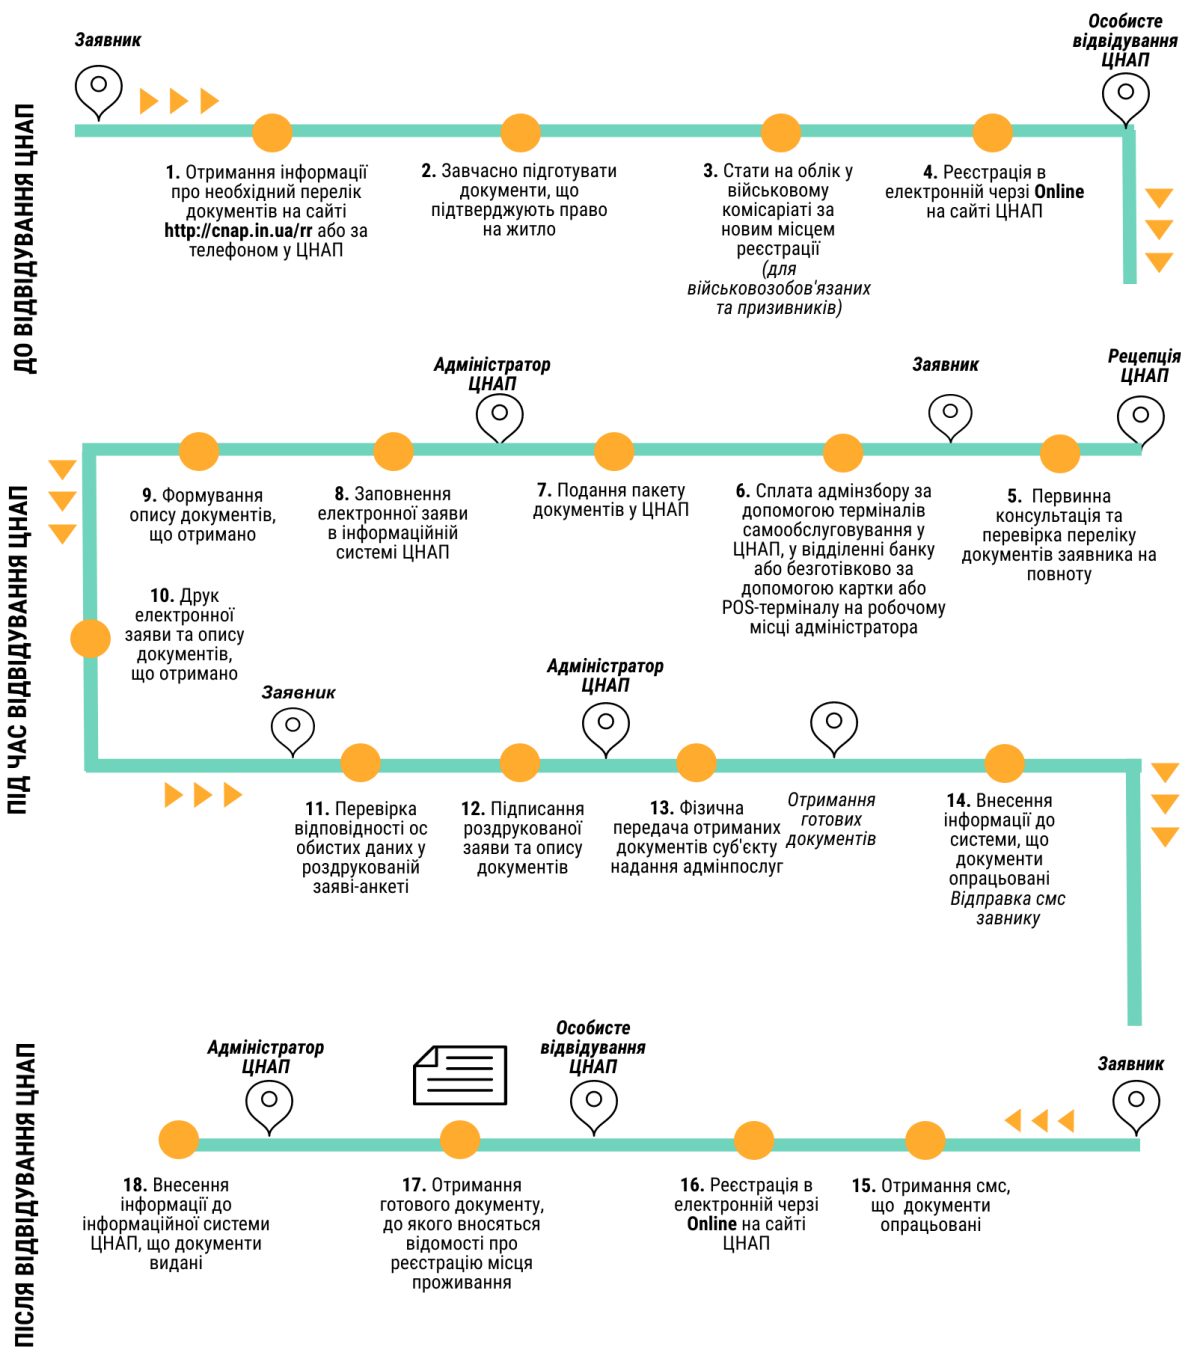 ДО ВІДВІДУВАННЯ ЦНАП
Заявник
Особисте
відвідування
ЦНАП
1. Отримання інформації
про необхідний перелік
документів на сайті
http://cnap.in.ua/rr або за
телефоном у ЦНАП
2. Завчасно підготувати
документи, що
підтверджують право
на житло
3. Стати на облік у
військовому
комісаріаті за
новим місцем
реєстрації
(для
військовозобов'язаних
та призивників)
4. Реєстрація в
електронній черзі Online
на сайті ЦНАП
ПІД ЧАС ВІДВІДУВАННЯ ЦНАП
Рецепція
ЦНАП
Заявник
Адміністратор
ЦНАП
5. Первинна
консультація та
перевірка переліку
документів заявника на
повноту
6. Сплата адмінзбору за
допомогою терміналів
самообслуговування у
ЦНАП, у відділенні банку
або безготівково за
допомогою картки або
POS-терміналу на робочому
місці адміністратора
7. Подання пакету
документів у ЦНАП
8. Заповнення
електронної заяви
в інформаційній
системі ЦНАП
9. Формування
опису документів,
що отримано
10. Друк
електронної
заяви та опису
документів,
що отримано
Заявник
Адміністратор
ЦНАП
11. Перевірка
відповідності ос
обистих даних у
роздрукованій
заяві-анкеті
12. Підписання
роздрукованої
заяви та опису
документів
13. Фізична
передача отриманих
документів суб'єкту
надання адмінпослуг
Отримання
готових
документів
14. Внесення
інформації до
системи, що
документи
опрацьовані
Відправка смс
завнику
ПІСЛЯ ВІДВІДУВАННЯ ЦНАП
Заявник
Особисте
відвідування
ЦНАП
Адміністратор
ЦНАП
15. Отримання смс,
що документи
опрацьовані
16. Реєстрація в
електронній черзі
Online на сайті
ЦНАП
17. Отримання
готового документу,
до якого вносяться
відомості про
реєстрацію місця
проживання
18. Внесення
інформації до
інформаційної системи
ЦНАП, що документи
видані